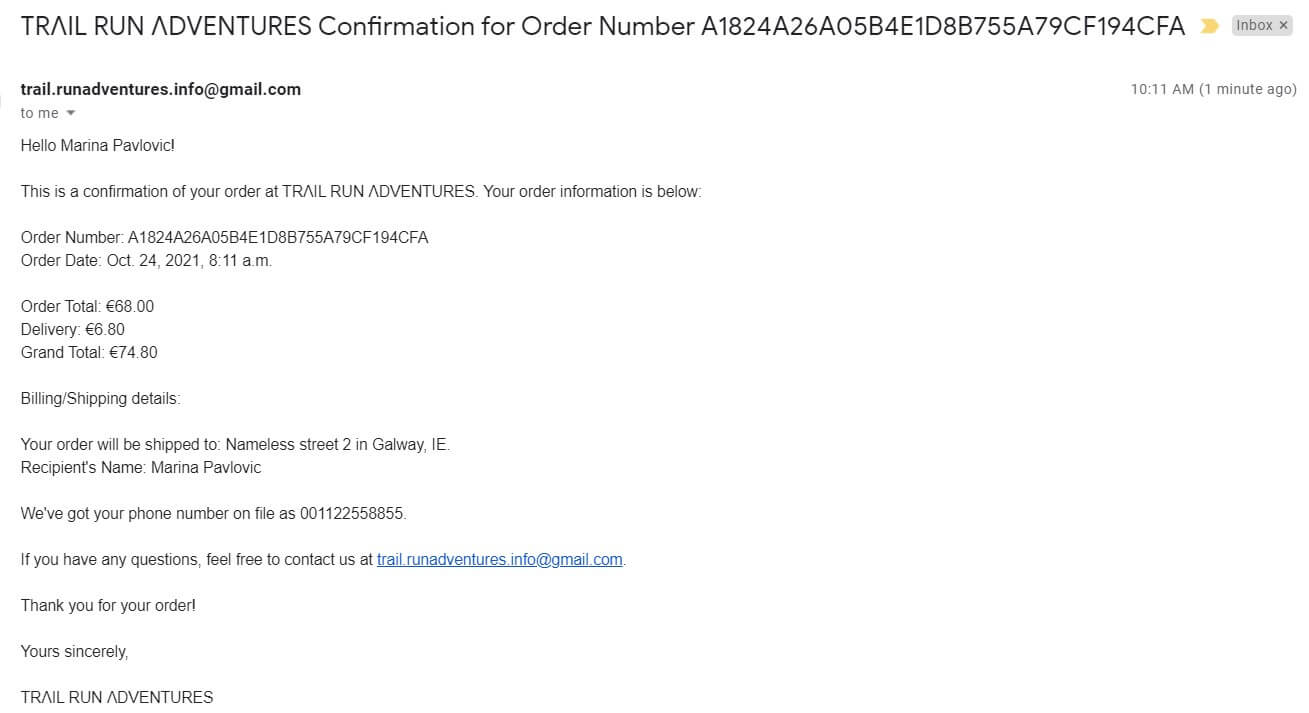 TRΛIL RUN ΛDVENTURES Confirmation for Order Number A1824A26A05B4E1D8B755A79CF194CFA Inbox ×
trail.runadventures.info@gmail.com 10:11 AM (1 minute ago)
to me
Hello Marina Pavlovic!
This is a confirmation of your order at TRΛIL RUN ΛDVENTURES. Your order information is below:
Order Number: A1824A26A05B4E1D8B755A79CF194CFA
Order Date: Oct. 24, 2021, 8:11 a.m.
Order Total: €68.00
Delivery: €6.80
Grand Total: €74.80
Billing/Shipping details:
Your order will be shipped to: Nameless street 2 in Galway, IE.
Recipient's Name: Marina Pavlovic
We've got your phone number on file as 001122558855.
If you have any questions, feel free to contact us at trail.runadventures.info@gmail.com.
Thank you for your order!
Yours sincerely,
TRΛIL RUN ΛDVENTURES